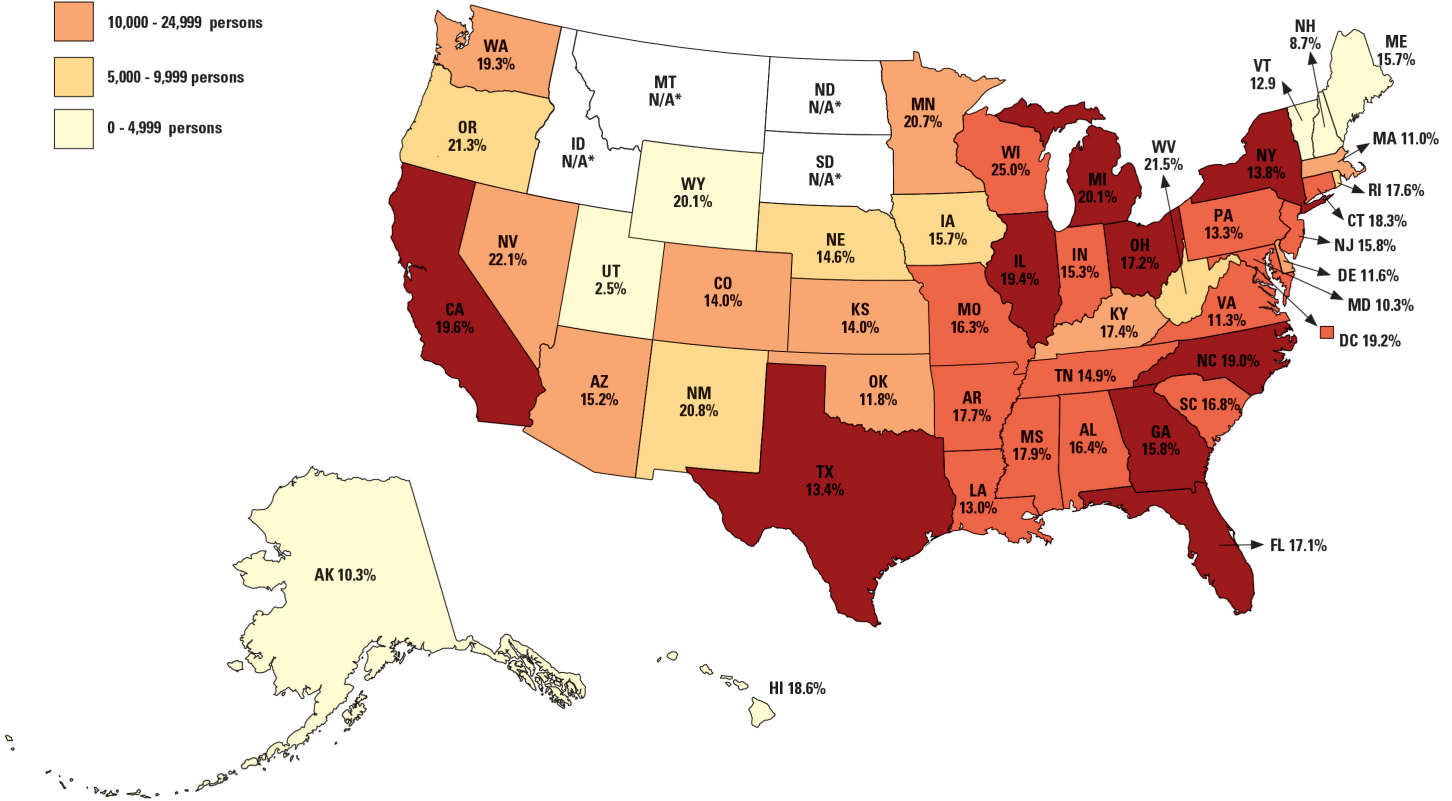 10,000 - 24,999 persons
5,000 - 9,999 persons
0 - 4,999 persons
WA
19.3%
OR
21.3%
MT
N/A*
ID
N/A*
ND
N/A*
SD
N/A*
WY
20.1%
MN
20.7%
WI
25.0%
MI
20.1%
WV
21.5%
VT
12.9
NH
8.7%
ME
15.7%
MA 11.0%
RI 17.6%
CT 18.3%
NJ 15.8%
DE 11.6%
MD 10.3%
DC 19.2%
NY
13.8%
PA
13.3%
NV
22.1%
UT
2.5%
CO
14.0%
NE
14.6%
IA
15.7%
IL
19.4%
IN
15.3%
OH
17.2%
CA
19.6%
KS
14.0%
MO
16.3%
KY
17.4%
VA
11.3%
AZ
15.2%
NM
20.8%
OK
11.8%
AR
17.7%
TN 14.9%
NC 19.0%
SC 16.8%
TX
13.4%
LA
13.0%
MS
17.9%
AL
16.4%
GA
15.8%
FL 17.1%
AK 10.3%
HI 18.6%